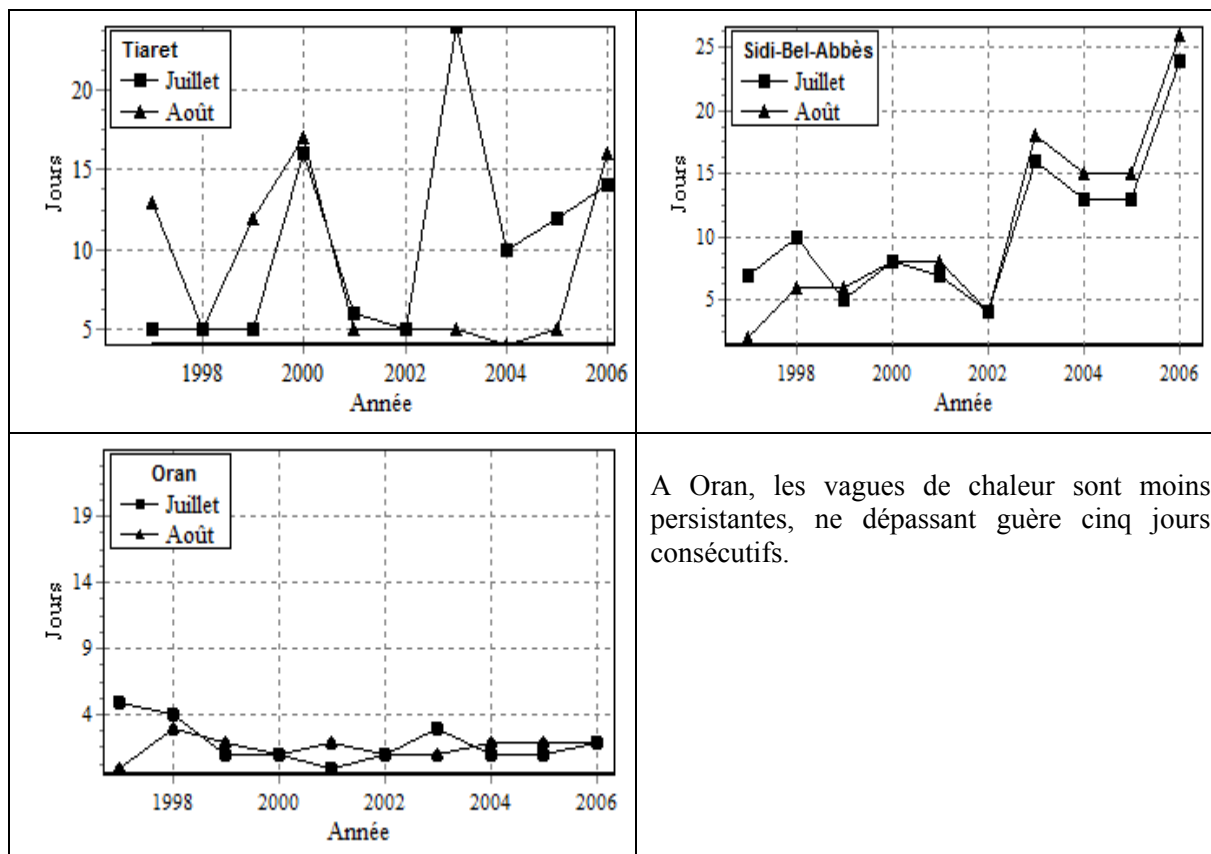 Tiaret
Juillet
Août
20
15
10
5
Jours
1998 2000 2002 2004 2006
Année
Sidi-Bel-Abbès
Juillet
Août
25
20
15
10
5
Jours
1998 2000 2002 2004 2006
Année
Oran
Juillet
Août
19
14
9
4
Jours
1998 2000 2002 2004 2006
Année
A Oran, les vagues de chaleur sont moins
persistantes, ne dépassant guère cinq jours
consécutifs.